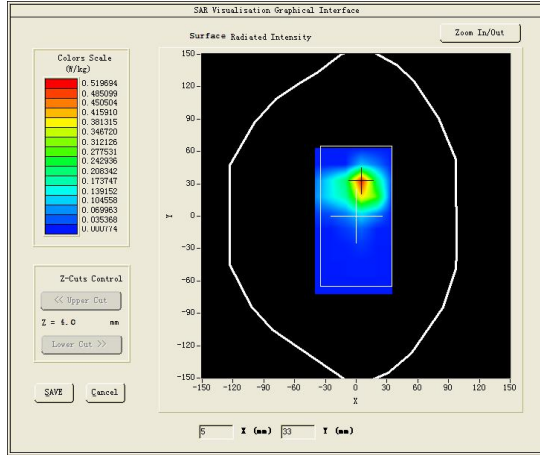 SAR Visualisation Graphical Interface
Surface Radiated Intensity
Zoom In/Out
Colors Scale
(W/kg)
0.519694
0.485099
0.450504
0.415910
0.381315
0.346720
0.312126
0.277531
0.242936
0.208342
0.173747
0.139152
0.104558
0.069963
0.035368
0.000774
150
120
90
60
30
0
-30
-60
-90
-120
-150
Y
-150 -120 -90 -60 -30 0 30 60 90 120 150
X
Z-Cuts Control
<< Upper Cut
Z = 4.0 mm
Lower Cut >>
SAVE
Cancel
5 X (mm) 33 Y (mm)